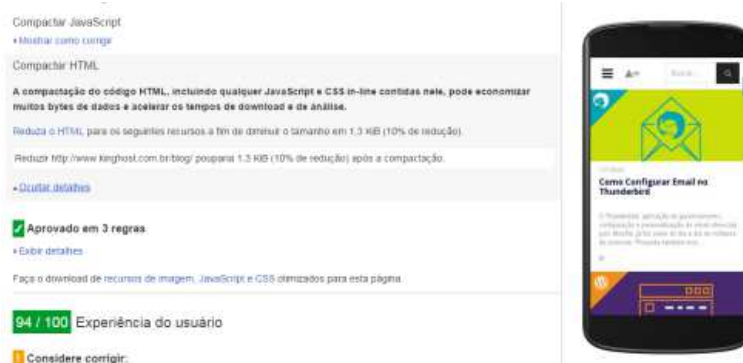 Compactar JavaScript
▸Mostrar como corrigir
Compactar HTML
A compactação do código HTML, incluindo qualquer JavaScript e CSS in-line contidas nele, pode economizar
muitos bytes de dados e acelerar os tempos de download e de análise.
Reduza o HTML para os seguintes recursos a fim de diminuir o tamanho em 1,3 KiB (10% de redução).
Reduzir http://www.kinghost.com.br/blog/ pouparia 1.3 KiB (10% de redução) após a compactação.
▸Ocultar detalhes
Aprovado em 3 regras
▸Exibir detalhes
Faça o download de recursos de imagem, JavaScript e CSS otimizados para esta página.
94 / 100 Experiência do usuário
Considere corrigir:
Como Configurar Email no
Thunderbird